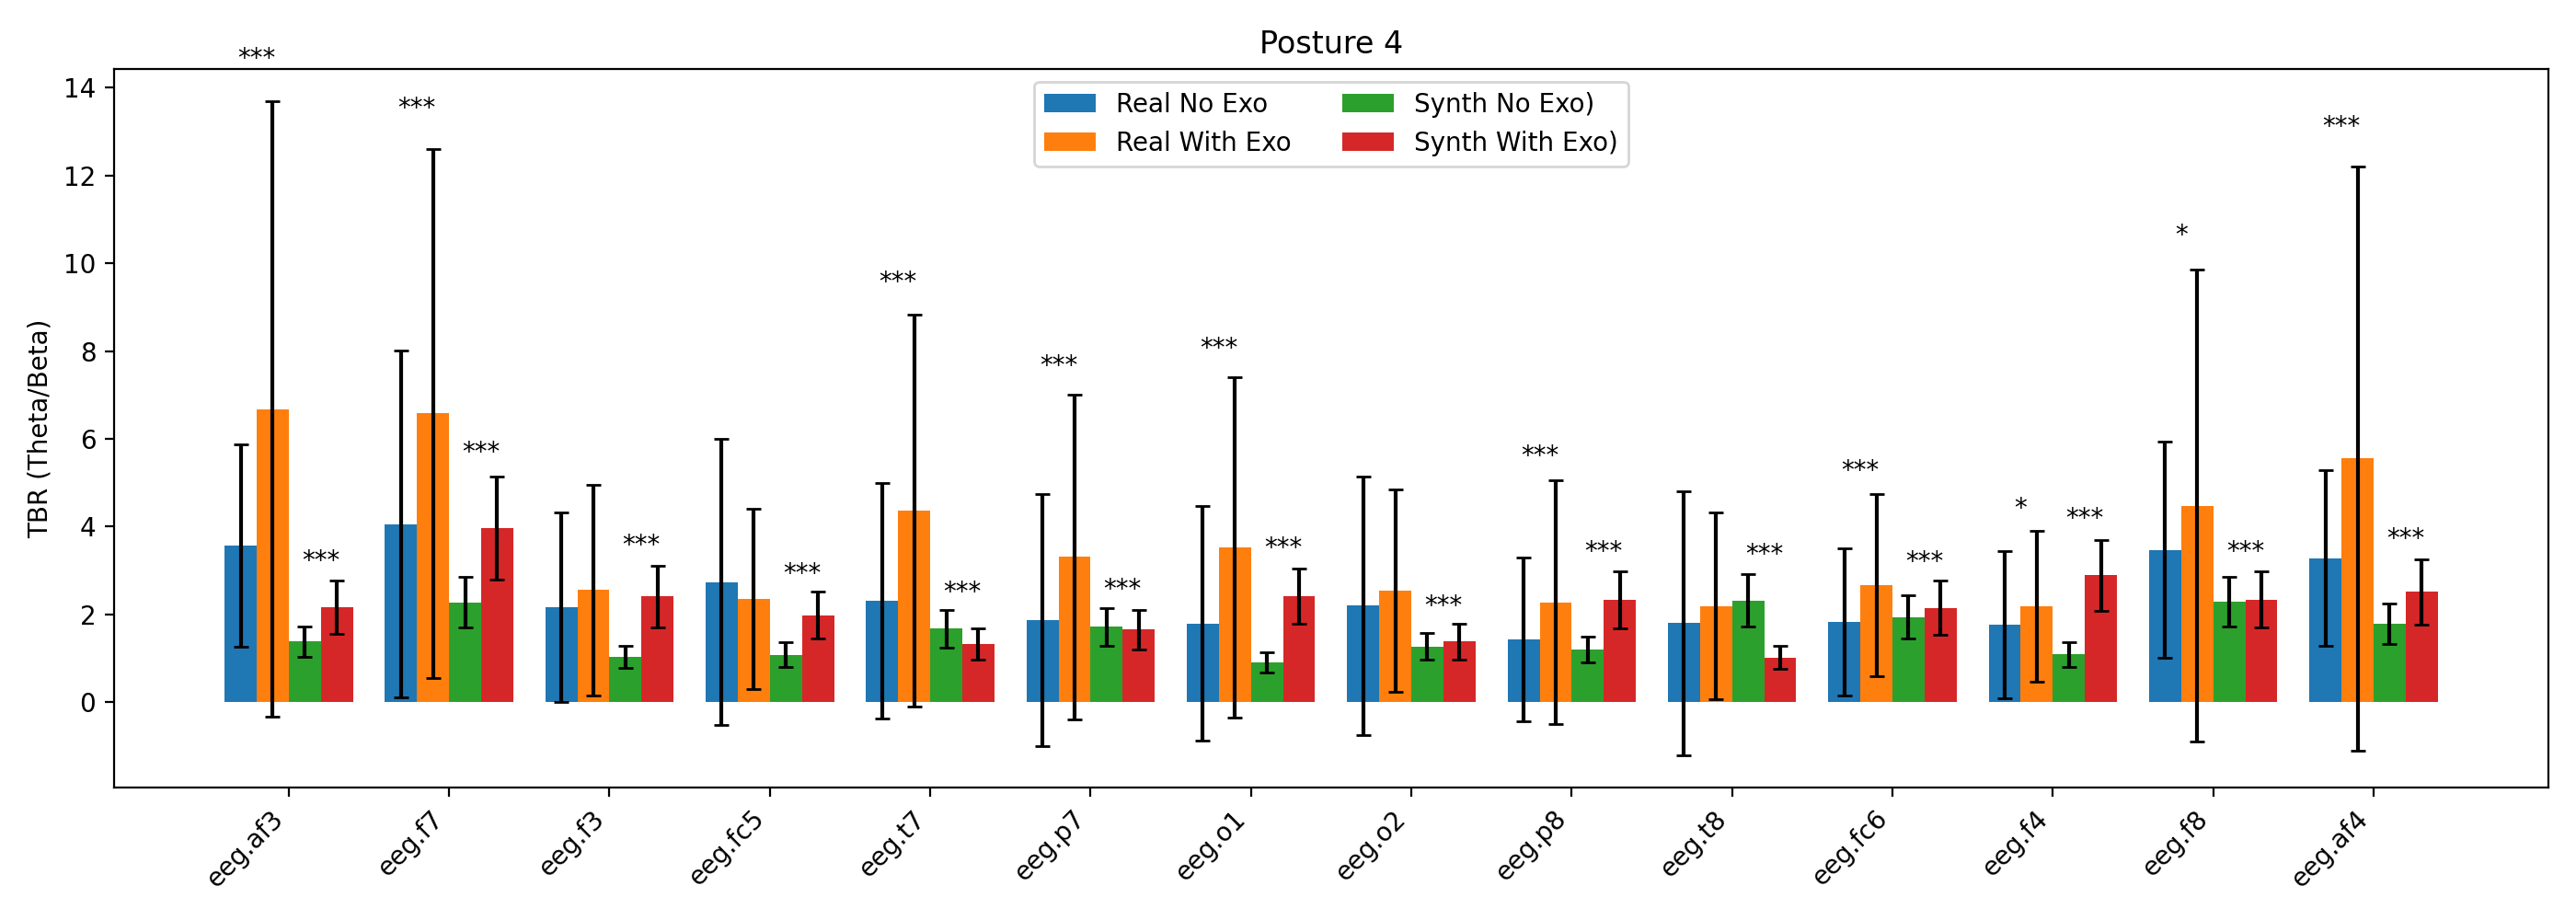 Posture 4
***
14
12
10
8
6
4
2
0
TBR (Theta/Beta)
Real No Exo
Real With Exo
Synth No Exo)
Synth With Exo)
***
***
*
***
***
***
***
***
***
*
***
***
***
***
***
***
***
***
***
***
***
***
***
eeg.af3
eeg.f7
eeg.f3
eeg.fc5
eeg.t7
eeg.p7
eeg.o1
eeg.o2
eeg.p8
eeg.t8
eeg.fc6
eeg.f4
eeg.f8
eeg.af4